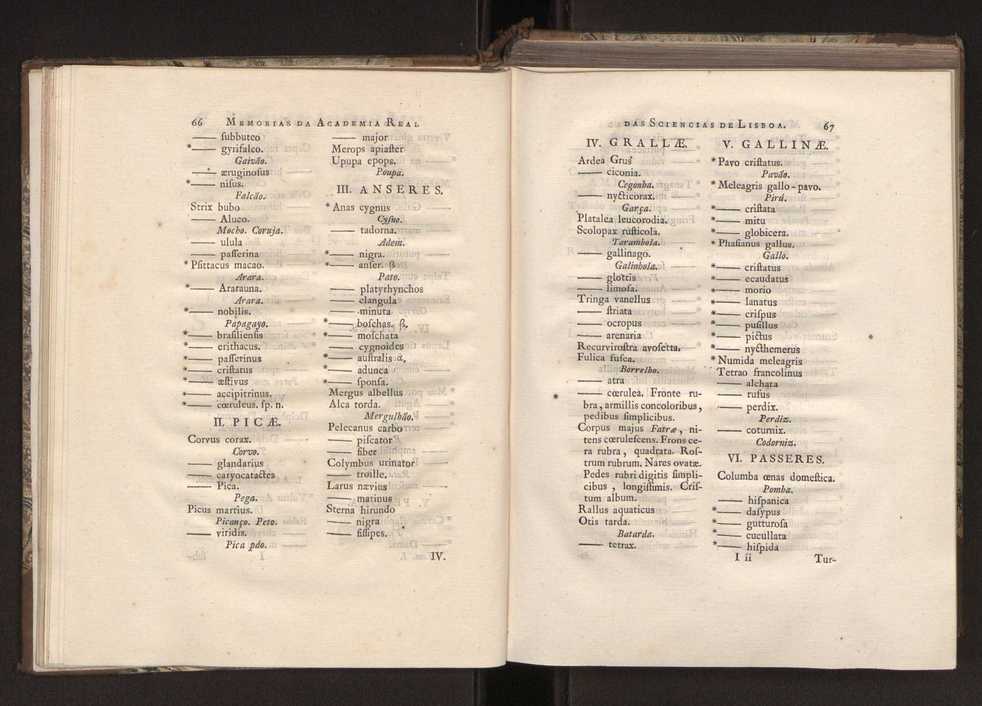 66 MEMORIAS DA ACADEMIA REAL
—— ſubbuteo
*—— gyrifalco.
Gaivão.
—— æruginoſus
*—— niſus.
Falcão.
Strix bubo
—— Aluco.
Mocho. Coruja.
—— ulula
—— paſſerina
*Pſittacus macao.
Arara.
*—— Ararauna.
Arara.
*—— nobilis.
Papagayo.
*—— braſilienſis
*—— erithacus.
*—— paſſerinus
*—— criſtatus
*—— æſtivus
*—— accipitrinus.
*—— cœruleus. ſp. n.
II. PICÆ.
Corvus corax.
Corvo.
—— glandarius
—— caryocatactes
—— Pica.
Pega.
Picus martius.
Picanço. Peto.
—— viridis.
Pica páo.
—— major
Merops apiaſter
Upupa epops.
Poupa.
III. ANSERES.
*Anas cygnus
Cyſne.
—— tadorna.
Adem.
*—— nigra.
*—— anſer. β
Pato.
—— platyrhynchos
—— clangula
—— minuta
*—— boſchas. β.
*—— moſchata
*—— cygnoides
*—— auſtralis α.
*—— adunca
*—— ſponſa.
Mergus albellus
Alca torda.
Mergulhão.
Pelecanus carbo
—— piſcator
—— fiber
Colymbus urinator
—— troille.
Larus nævius
—— marinus
Sterna hirundo
—— nigra
—— fiſſipes.
IV.
DAS SCIENCIAS DE LISBOA. 67
IV. GRALLÆ.
Ardea Grus
—— ciconia.
Cegonha.
—— nycticorax.
Garça.
Platalea leucorodia.
Scolopax ruſticola.
Tarambola.
—— gallinago.
Galinhola.
—— glottis
—— limoſa.
Tringa vanellus
—— ſtriata
—— ocropus
—— arenaria
Recurviroſtra avoſetta.
Fulica fuſca.
Borrelho.
—— atra
—— cœrulea. Fronte ru-
bra, armillis concoloribus,
pedibus ſimplicibus.
Corpus majus Fatræ, ni-
tens cœruleſcens. Frons ce-
ra rubra, quadrata. Roſ-
trum rubrum. Nares ovatæ.
Pedes rubri digitis ſimpli-
cibus, longiſſimis. Criſ-
tum album.
Rallus aquaticus
Otis tarda.
Batarda.
—— tetrax.
V. GALLINÆ.
*Pavo criſtatus.
Pavão.
*Meleagris gallo-pavo.
Pirú.
*—— criſtata
*—— mitu
*—— globicera.
*Phaſianus gallus.
Gallo.
*—— criſtatus
*—— ecaudatus
*—— morio
*—— lanatus
*—— criſpus
*—— puſillus
*—— pictus
*—— nycthemerus
*Numida meleagris
Tetrao francolinus
—— alchata
—— rufus
—— perdix.
Perdiz.
—— coturnix.
Codorniz.
VI. PASSERES.
Columba œnas domeſtica.
Pomba.
*—— hiſpanica
*—— daſypus
*—— gutturoſa
*—— cucullata
*—— hiſpida
I ii Tur-